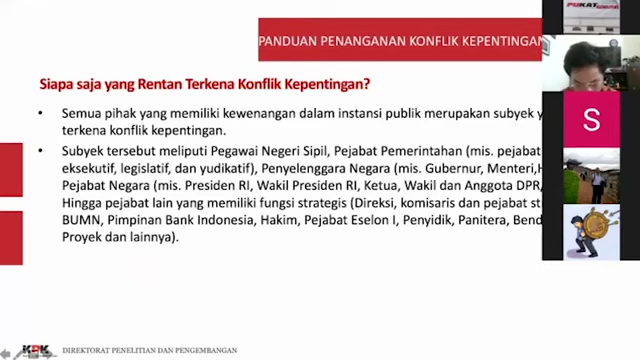 PUKAT
PANDUAN PENANGANAN KONFLIK KEPENTINGAN
Siapa saja yang Rentan Terkena Konflik Kepentingan?
• Semua pihak yang memiliki kewenangan dalam instansi publik merupakan subyek y
terkena konflik kepentingan.
• Subyek tersebut meliputi Pegawai Negeri Sipil, Pejabat Pemerintahan (mis. pejabat
eksekutif, legislatif, dan yudikatif), Penyelenggara Negara (mis. Gubernur, Menteri,H
Pejabat Negara (mis. Presiden RI, Wakil Presiden RI, Ketua, Wakil dan Anggota DPR,
Hingga pejabat lain yang memiliki fungsi strategis (Direksi, komisaris dan pejabat st
BUMN, Pimpinan Bank Indonesia, Hakim, Pejabat Eselon I, Penyidik, Panitera, Bend
Proyek dan lainnya).
S
KPK DIREKTORAT PENELITIAN DAN PENGEMBANGAN